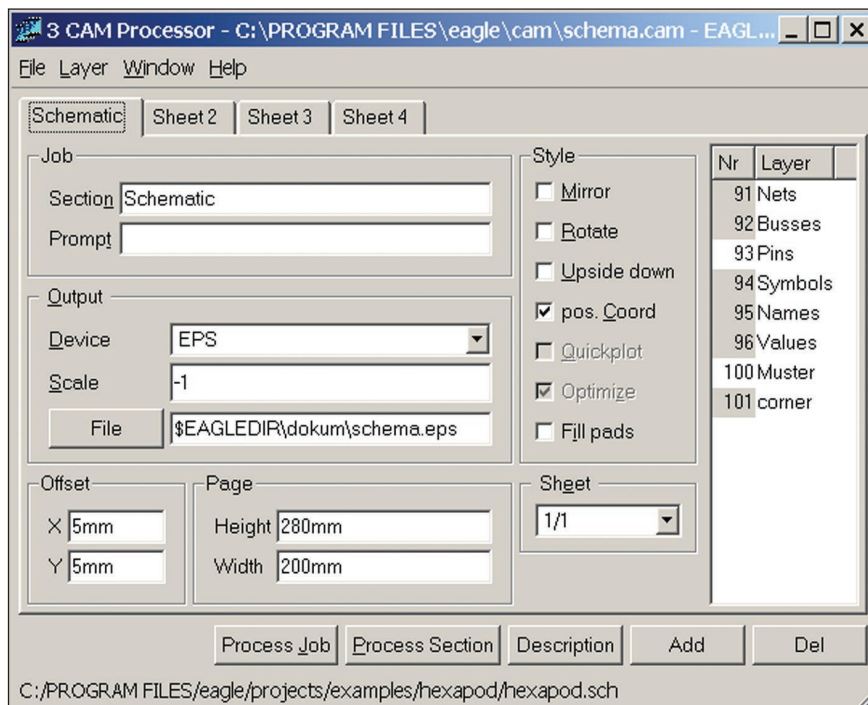 3 CAM Processor - C:\PROGRAM FILES\eagle\cam\schema.cam - EAGL...
File Layer Window Help
Schematic Sheet 2 Sheet 3 Sheet 4
Job
Section Schematic
Prompt
Output
Device EPS
Scale -1
File $EAGLEDIR\dokum\schema.eps
Offset
X 5mm
Y 5mm
Page
Height 280mm
Width 200mm
Style
Mirror
Rotate
Upside down
pos. Coord
Quickplot
Optimize
Fill pads
Sheet
1/1
Nr Layer
91 Nets
92 Busses
93 Pins
94 Symbols
95 Names
96 Values
100 Muster
101 corner
Process Job Process Section Description Add Del
C:/PROGRAM FILES/eagle/projects/examples/hexapod/hexapod.sch